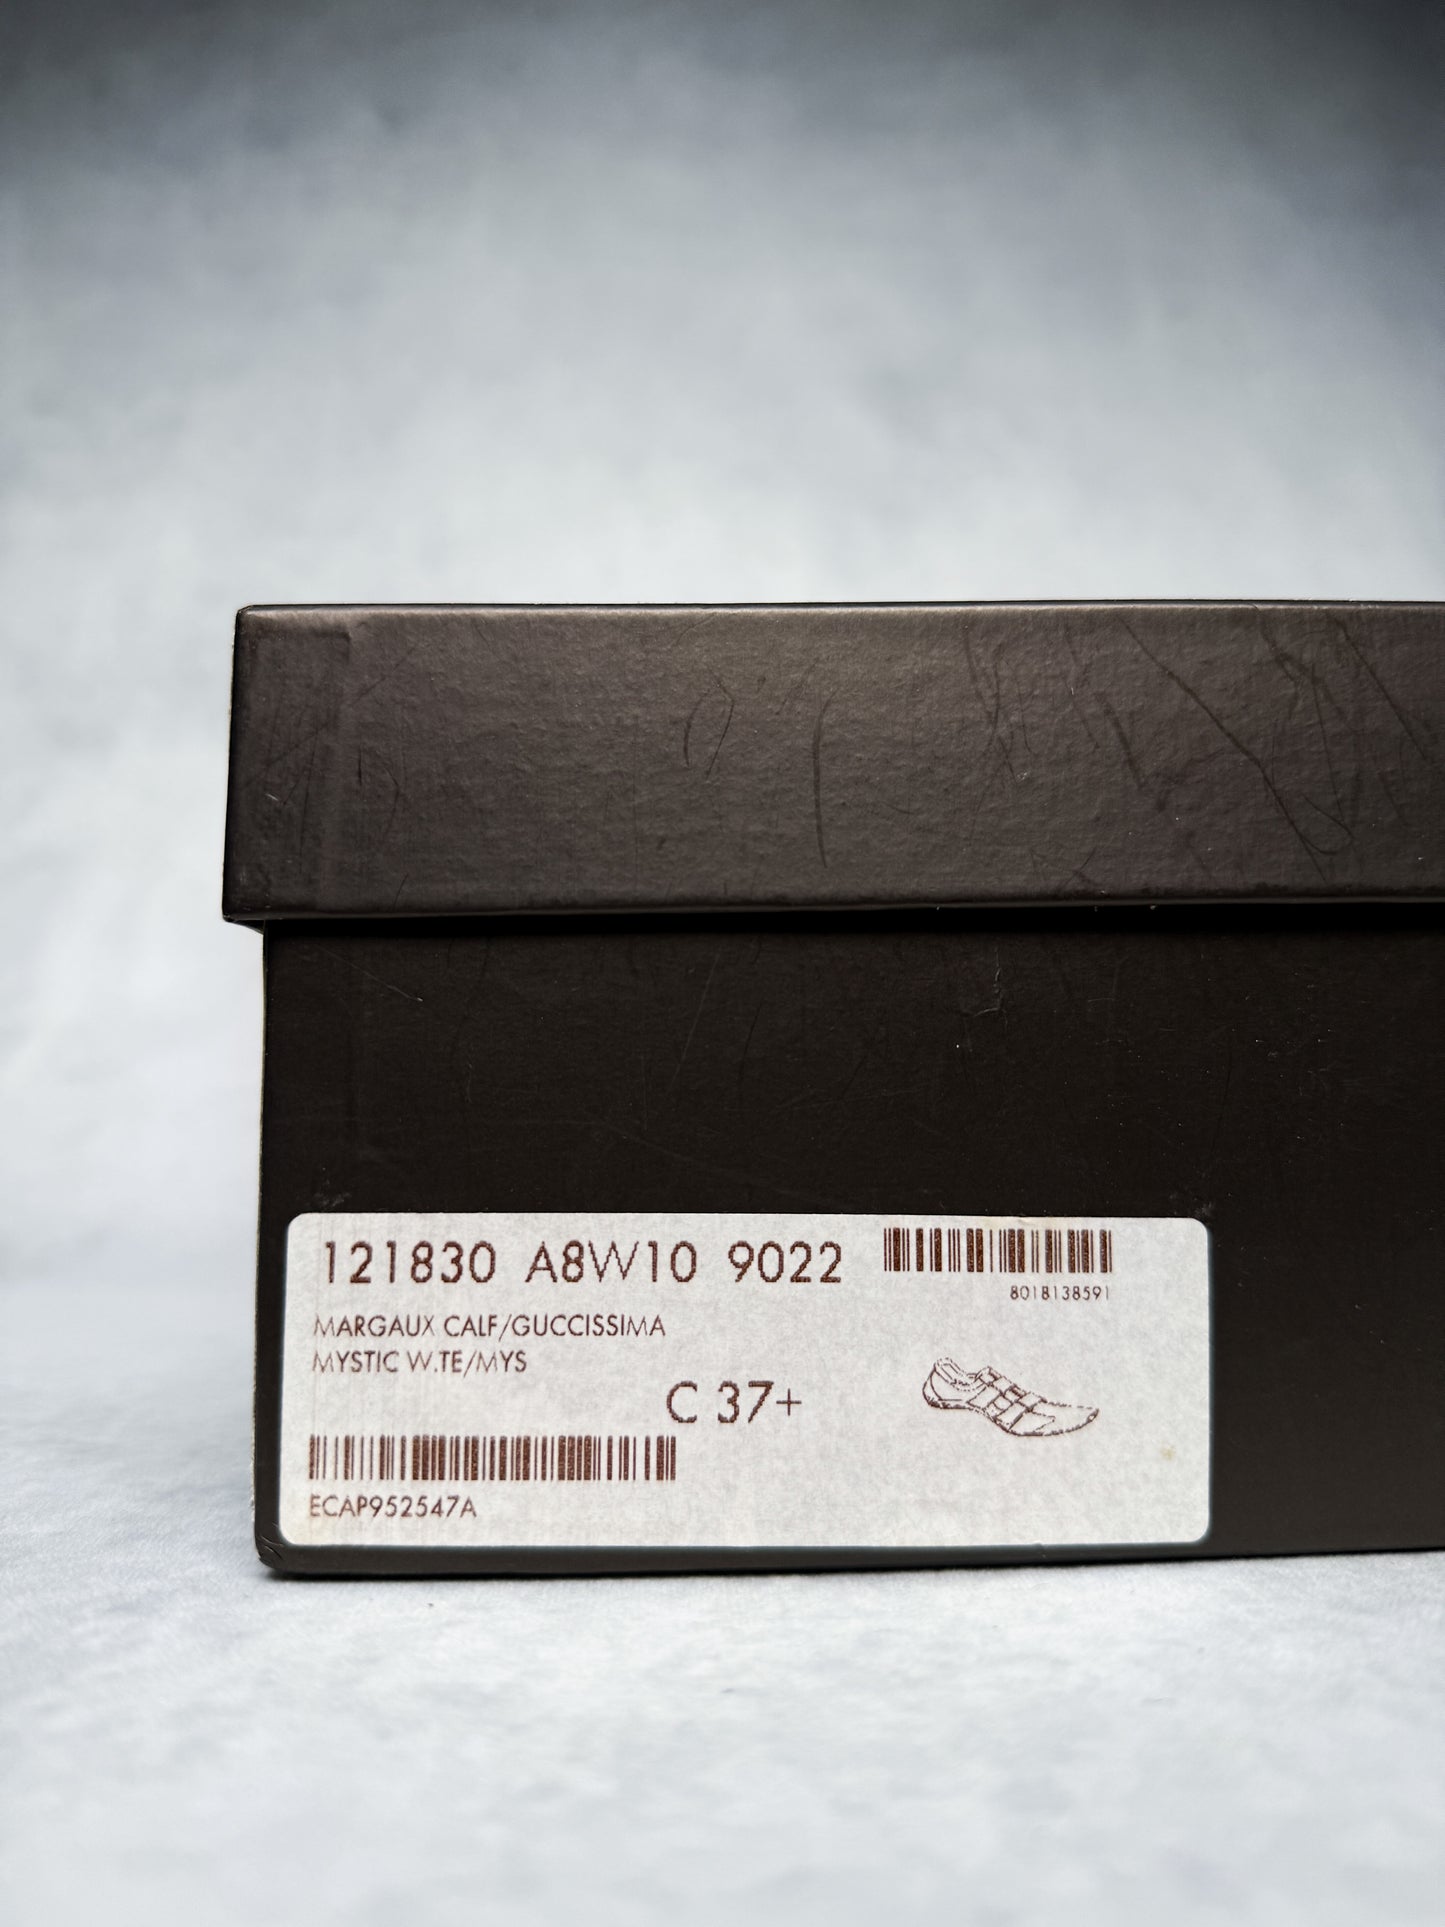 121830 A8W10 9022
8018138591
MARGAUX CALF/GUCCISSIMA
MYSTIC W.TE/MYS
C 37+
ECAP952547A